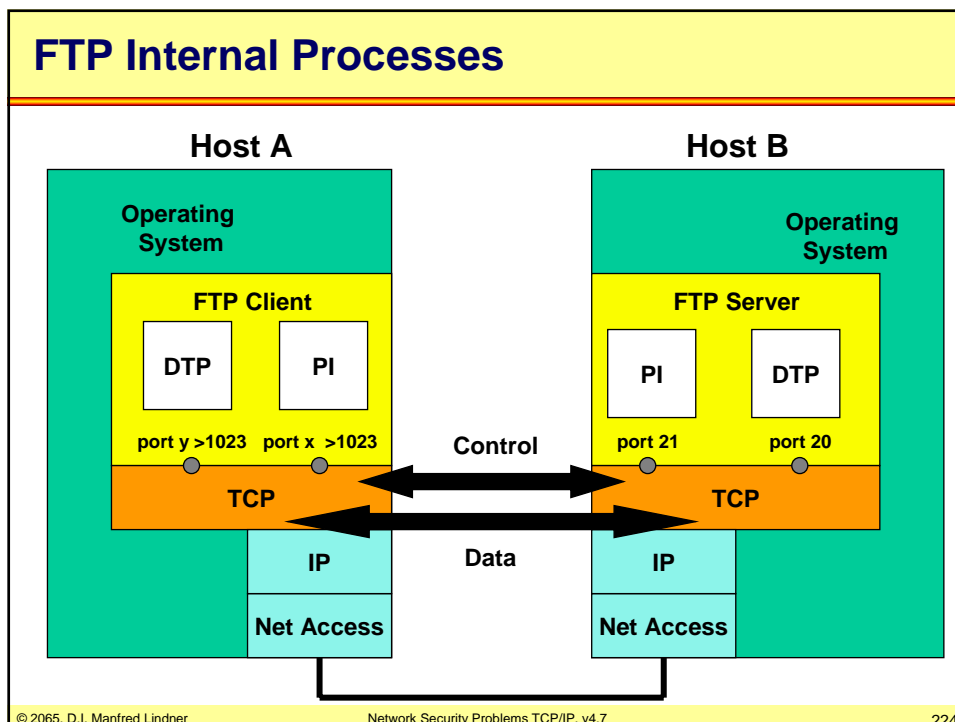 FTP Internal Processes
Host A
Host B
Operating
System
Operating
System
FTP Client
FTP Server
DTP
PI
PI
DTP
port y >1023
port x >1023
port 21
port 20
Control
TCP
TCP
Data
IP
IP
Net Access
Net Access
© 2065, D.I. Manfred Lindner
Network Security Problems TCP/IP, v4.7
224